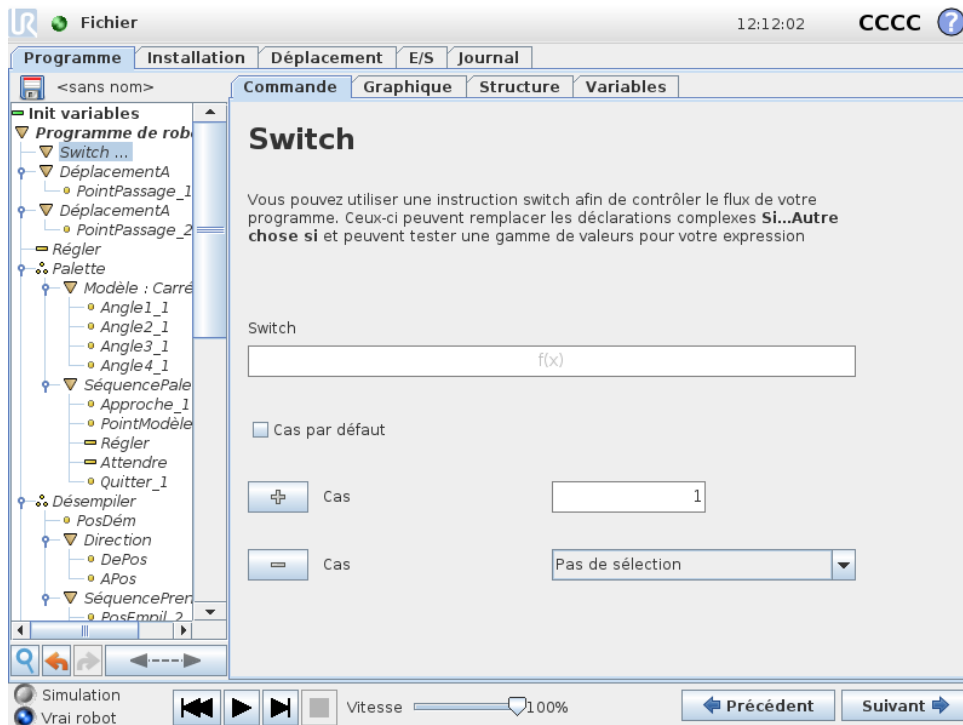 UR Fichier 12:12:02 CCCC ?
Programme Installation Déplacement E/S Journal
<sans nom> Commande Graphique Structure Variables
Init variables
Programme de rob
Switch ...
DéplacementA
PointPassage_1
DéplacementA
PointPassage_2
Régler
Palette
Modèle : Carré
Angle1_1
Angle2_1
Angle3_1
Angle4_1
SéquencePale
Approche_1
PointModèle
Régler
Attendre
Quitter_1
Désempiler
PosDém
Direction
DePos
APos
SéquencePren
PosEmpil_2
Switch
Vous pouvez utiliser une instruction switch afin de contrôler le flux de votre
programme. Ceux-ci peuvent remplacer les déclarations complexes Si...Autre
chose si et peuvent tester une gamme de valeurs pour votre expression
Switch
f(x)
Cas par défaut
Cas 1
Cas Pas de sélection
Simulation
Vrai robot
Vitesse 100%
Précédent Suivant